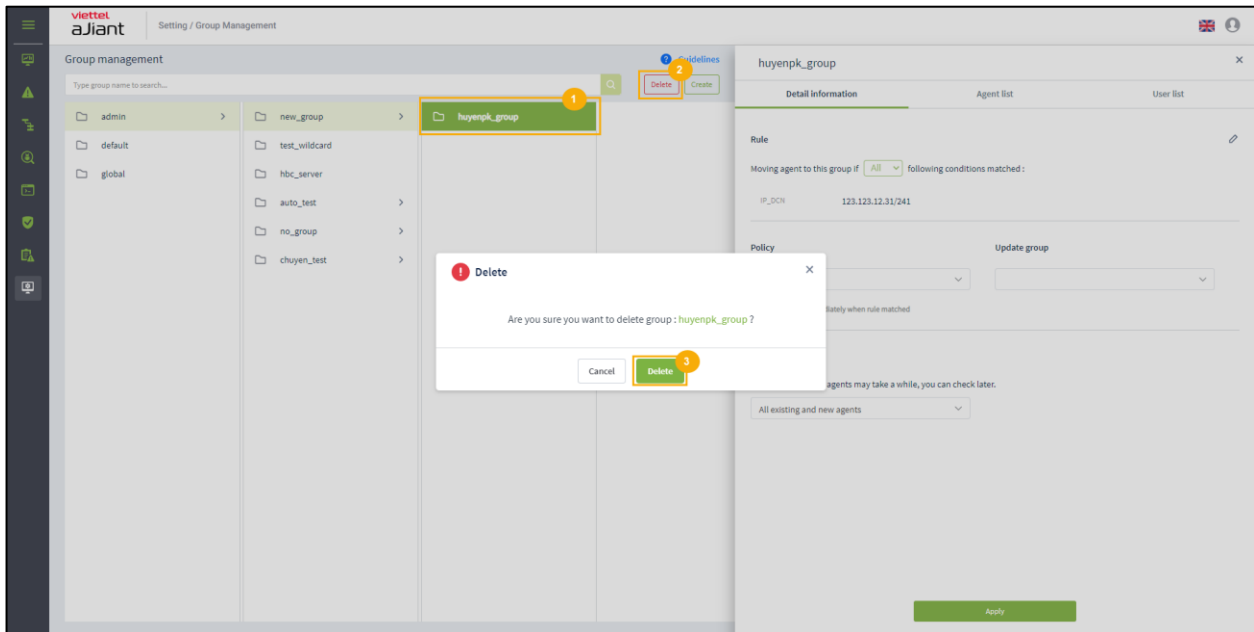 viettel
aJiant
Setting / Group Management
Group management
? Guidelines
2
Type group name to search...
Delete
Create
1
admin
default
global
new_group
test_wildcard
hbc_server
auto_test
no_group
chuyen_test
huyenpk_group
huyenpk_group
Detail information
Agent list
User list
Rule
Moving agent to this group if All following conditions matched :
IP_DCN 123.123.12.31/241
Policy
Update group
when rule matched
agents may take a while, you can check later.
All existing and new agents
Apply
! Delete
Are you sure you want to delete group : huyenpk_group ?
Cancel
Delete
3